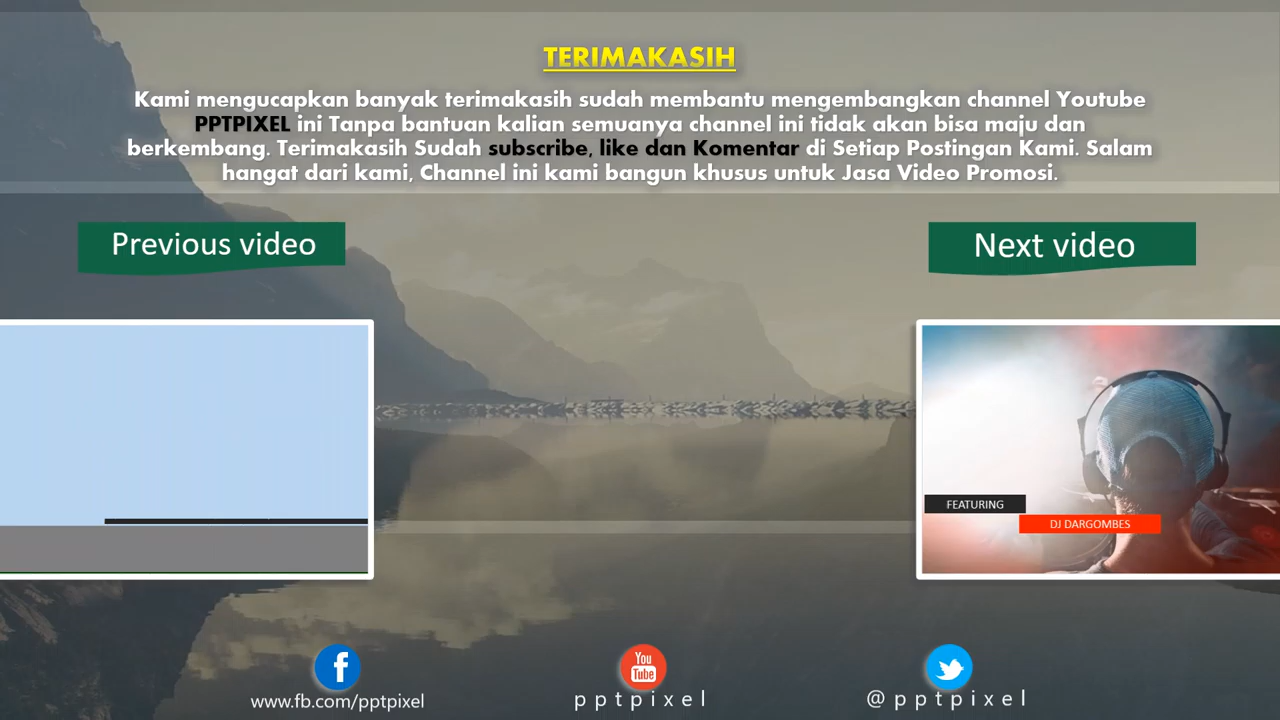 TERIMAKASIH
Kami mengucapkan banyak terimakasih sudah membantu mengembangkan channel Youtube
PPTPIXEL ini Tanpa bantuan kalian semuanya channel ini tidak akan bisa maju dan
berkembang. Terimakasih Sudah subscribe, like dan Komentar di Setiap Postingan Kami. Salam
hangat dari kami, Channel ini kami bangun khusus untuk Jasa Video Promosi.
Previous video
Next video
FEATURING
DJ DARGOMBES
f
You
Tube
www.fb.com/pptpixel
pptpixel
@pptpixel